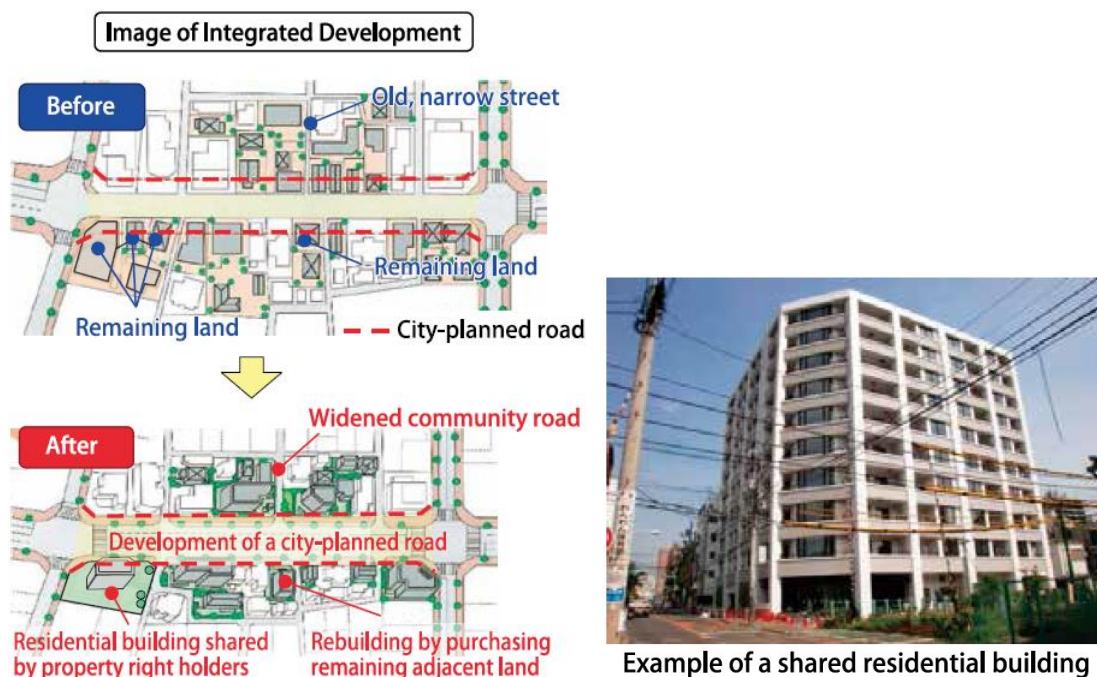 Image of Integrated Development
Before
Old, narrow street
Remaining land
Remaining land
City-planned road
After
Widened community road
Development of a city-planned road
Residential building shared
by property right holders
Rebuilding by purchasing
remaining adjacent land
Example of a shared residential building